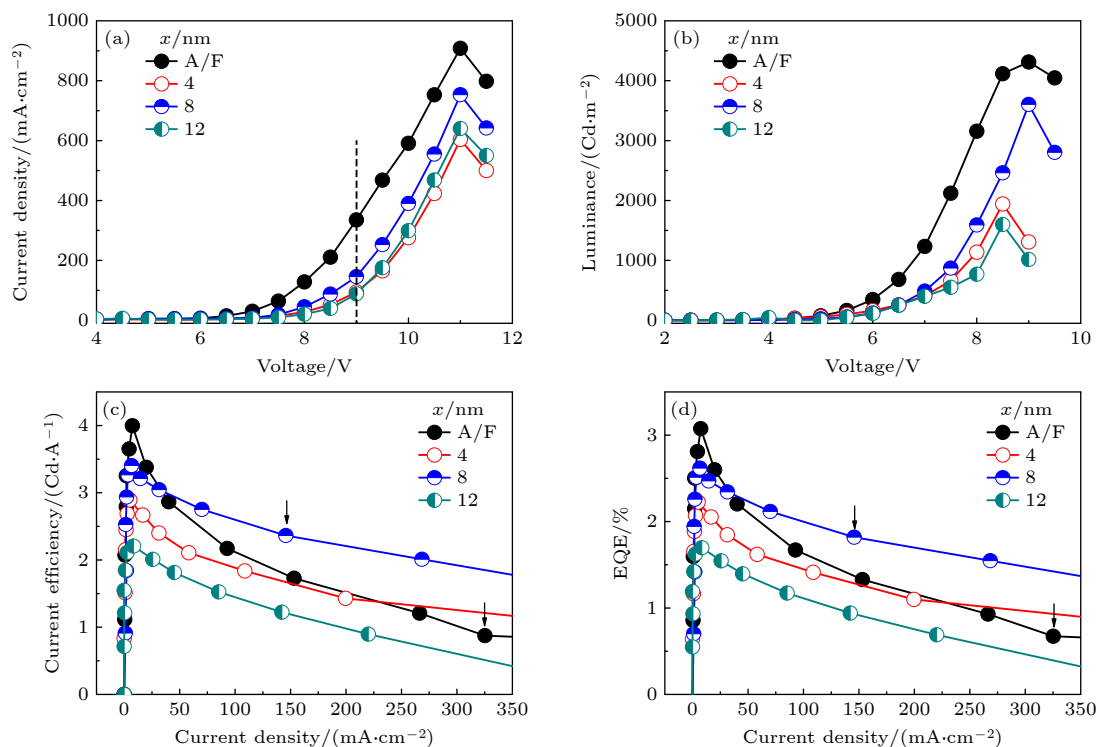 (a)
x/nm
A/F
4
8
12
1000
800
600
400
200
0
4
6
8
10
12
Voltage/V
Current density/(mA·cm⁻²)
(b)
x/nm
A/F
4
8
12
5000
4000
3000
2000
1000
0
2
4
6
8
10
Voltage/V
Luminance/(Cd·m⁻²)
(c)
x/nm
A/F
4
8
12
4
3
2
1
0
0
50
100
150
200
250
300
350
Current density/(mA·cm⁻²)
Current efficiency/(Cd·A⁻¹)
(d)
x/nm
A/F
4
8
12
3
2
1
0
0
50
100
150
200
250
300
350
Current density/(mA·cm⁻²)
EQE/%